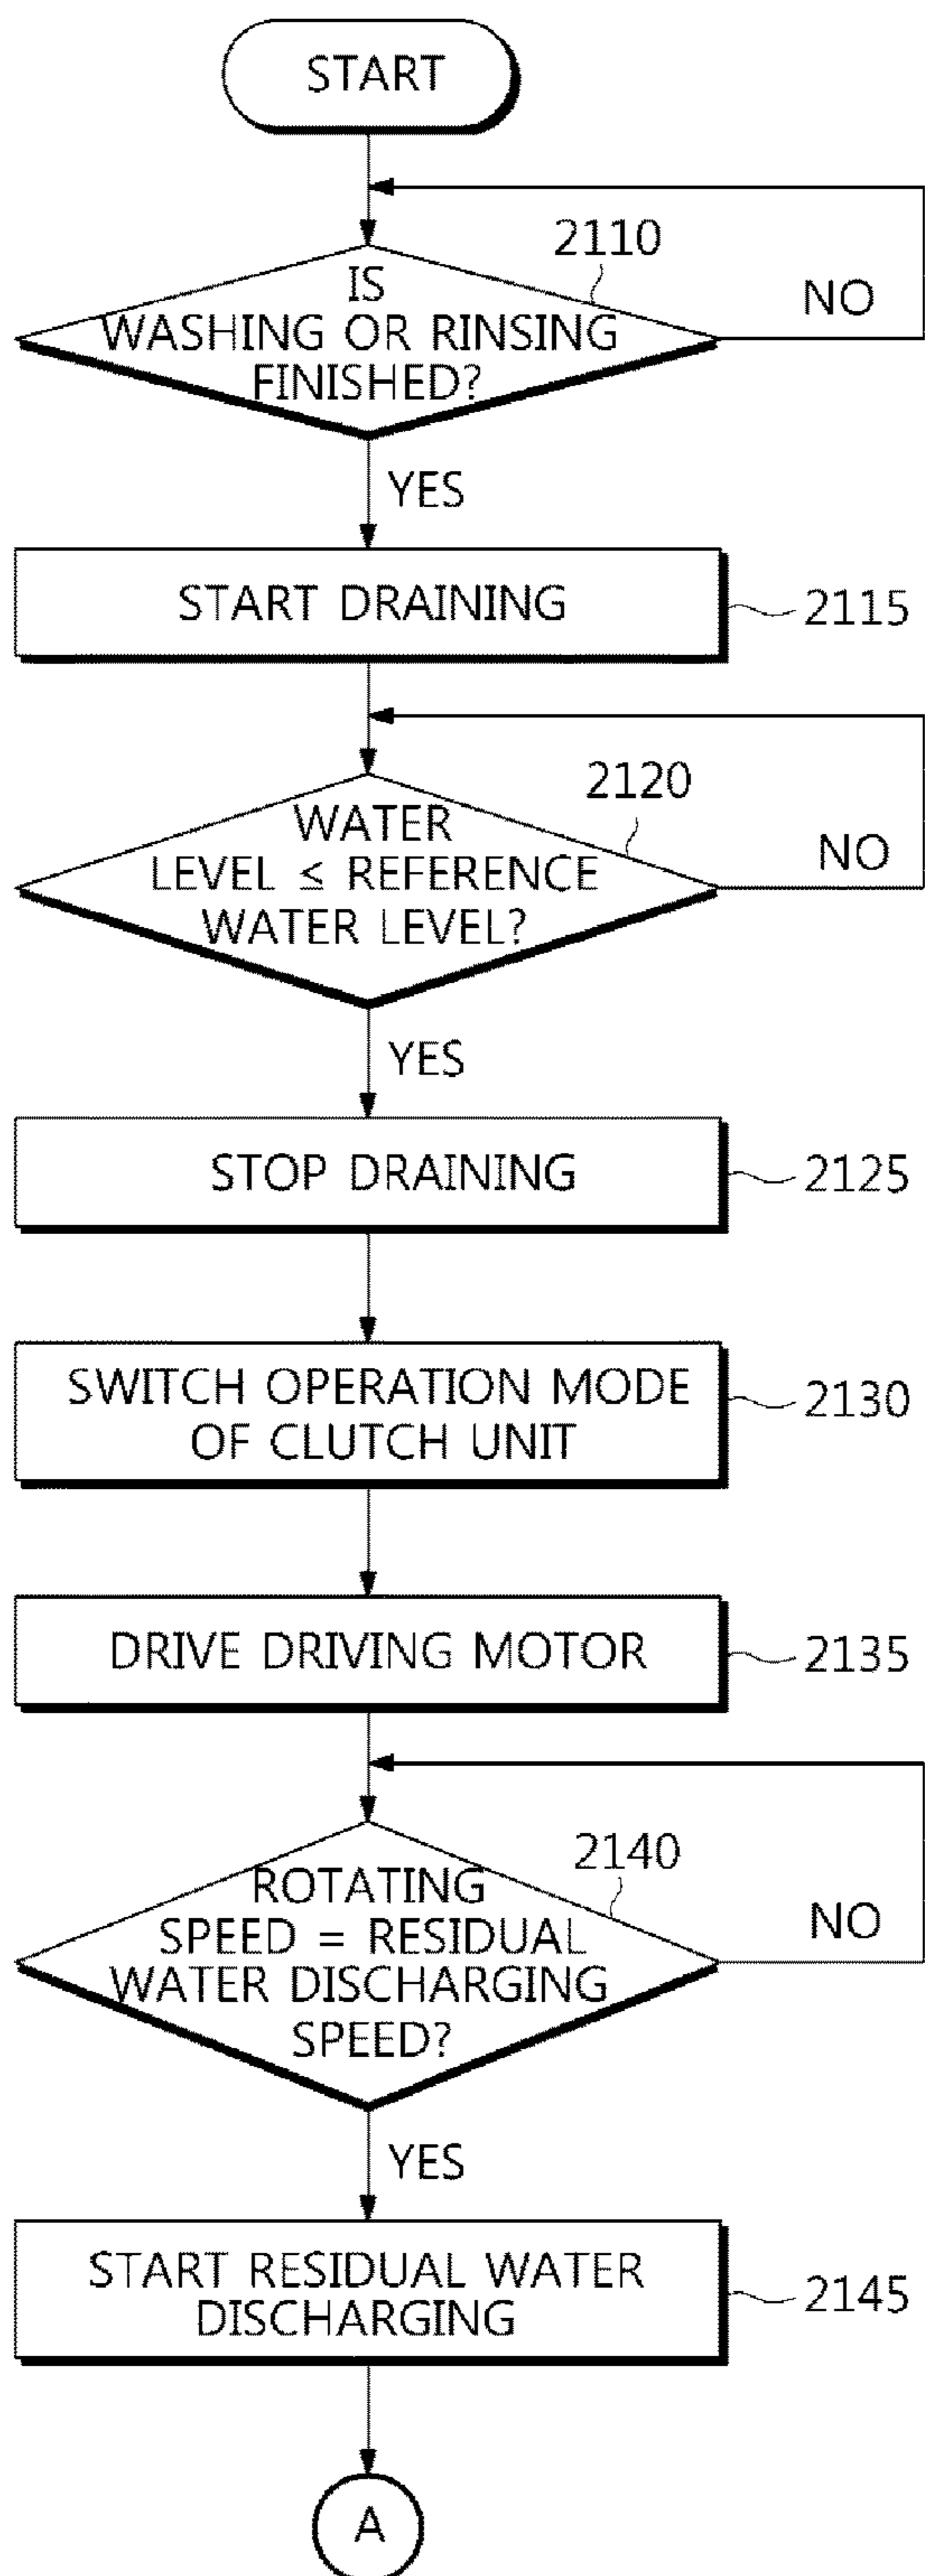 START
2110
IS
WASHING OR RINSING
FINISHED?
NO
YES
START DRAINING
2115
2120
WATER
LEVEL ≤ REFERENCE
WATER LEVEL?
NO
YES
STOP DRAINING
2125
SWITCH OPERATION MODE
OF CLUTCH UNIT
2130
DRIVE DRIVING MOTOR
2135
2140
ROTATING
SPEED = RESIDUAL
WATER DISCHARGING
SPEED?
NO
YES
START RESIDUAL WATER
DISCHARGING
2145
A